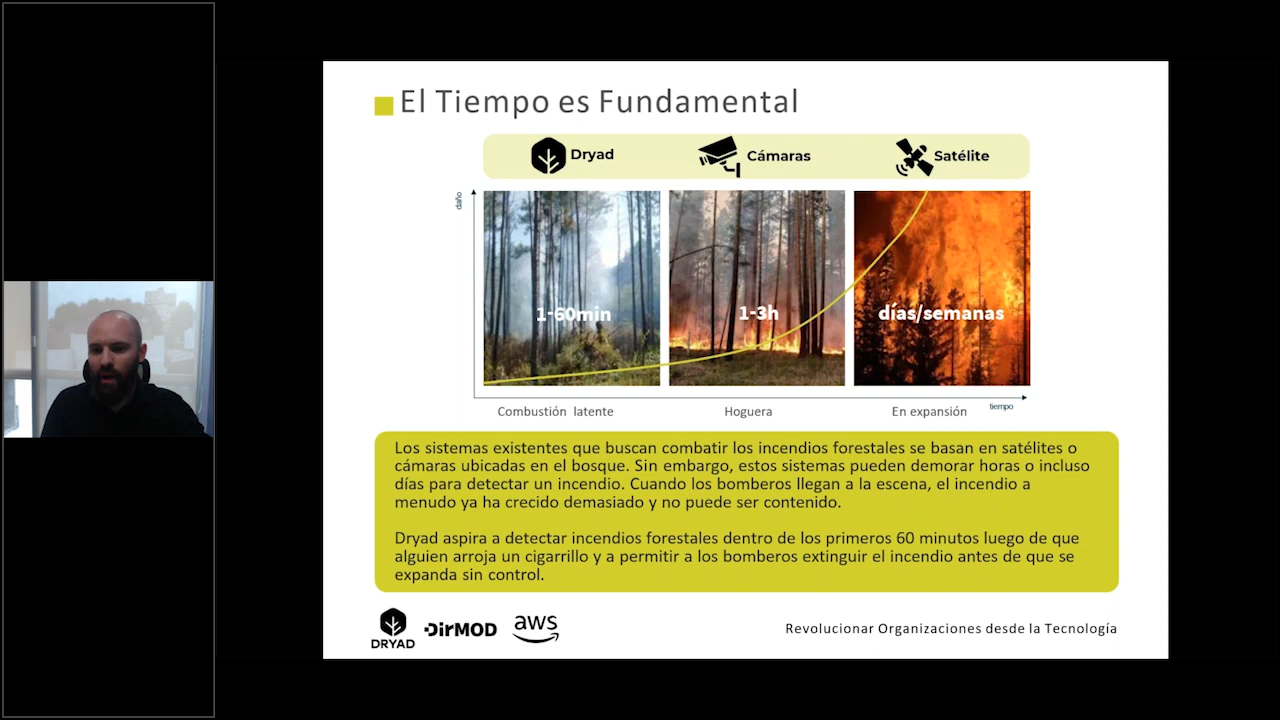 El Tiempo es Fundamental
Dryad
Cámaras
Satélite
daño
1-60min
1-3h
días/semanas
tiempo
Combustión latente
Hoguera
En expansión
Los sistemas existentes que buscan combatir los incendios forestales se basan en satélites o
cámaras ubicadas en el bosque. Sin embargo, estos sistemas pueden demorar horas o incluso
días para detectar un incendio. Cuando los bomberos llegan a la escena, el incendio a
menudo ya ha crecido demasiado y no puede ser contenido.
Dryad aspira a detectar incendios forestales dentro de los primeros 60 minutos luego de que
alguien arroja un cigarrillo y a permitir a los bomberos extinguir el incendio antes de que se
expanda sin control.
DRYAD
DirMOD
aws
Revolucionar Organizaciones desde la Tecnología